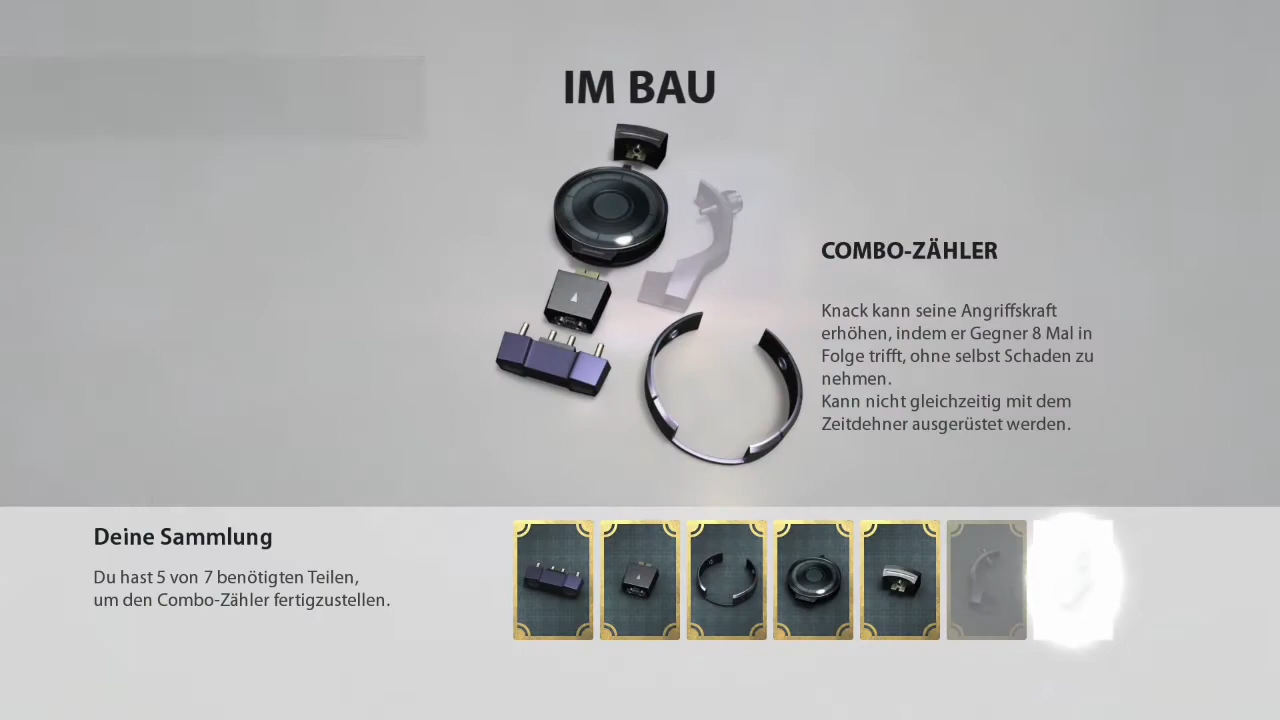 IM BAU
COMBO-ZÄHLER
Knack kann seine Angriffskraft
erhöhen, indem er Gegner 8 Mal in
Folge trifft, ohne selbst Schaden zu
nehmen.
Kann nicht gleichzeitig mit dem
Zeitdehner ausgerüstet werden.
Deine Sammlung
Du hast 5 von 7 benötigten Teilen,
um den Combo-Zähler fertigzustellen.